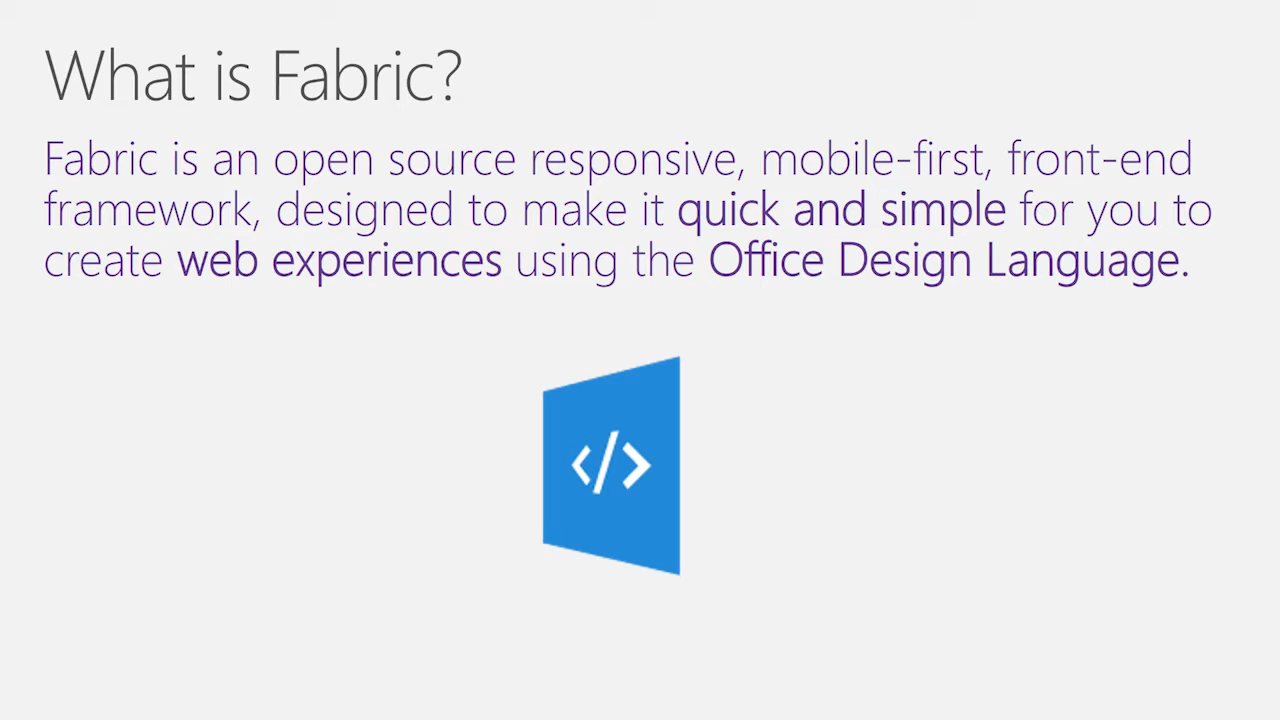 What is Fabric?
Fabric is an open source responsive, mobile-first, front-end
framework, designed to make it quick and simple for you to
create web experiences using the Office Design Language.
</>